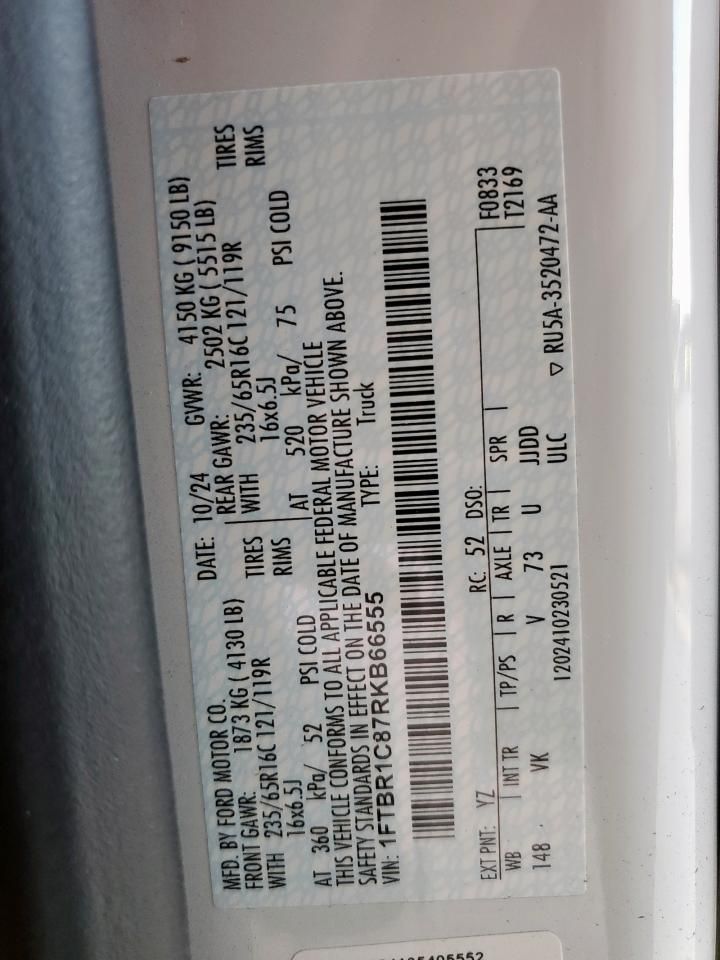 MFD. BY FORD MOTOR CO. DATE: 10/24 GVWR: 4150 KG ( 9150 LB)
FRONT GAWR: 1873 KG ( 4130 LB) REAR GAWR: 2502 KG ( 5515 LB)
WITH 235/65R16C 121/119R TIRES WITH 235/65R16C 121/119R TIRES
16x6.5J RIMS 16x6.5J RIMS
AT 360 kPa/ 52 PSI COLD AT 520 kPa/ 75 PSI COLD
THIS VEHICLE CONFORMS TO ALL APPLICABLE FEDERAL MOTOR VEHICLE
SAFETY STANDARDS IN EFFECT ON THE DATE OF MANUFACTURE SHOWN ABOVE.
VIN: 1FTBR1C87RKB66555 TYPE: Truck
EXT PNT: YZ RC: 52 DSO: F0833
WB INT TR TP/PS R AXLE TR SPR T2169
148 VK V 73 U JJDD
1202410230521 ULC ▽ RU5A-3520472-AA